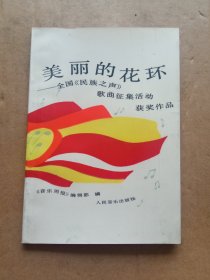 美丽的花环
——全国《民族之声》
歌曲征集活动
获奖作品
《音乐周报》编辑部 编
人民音乐出版社